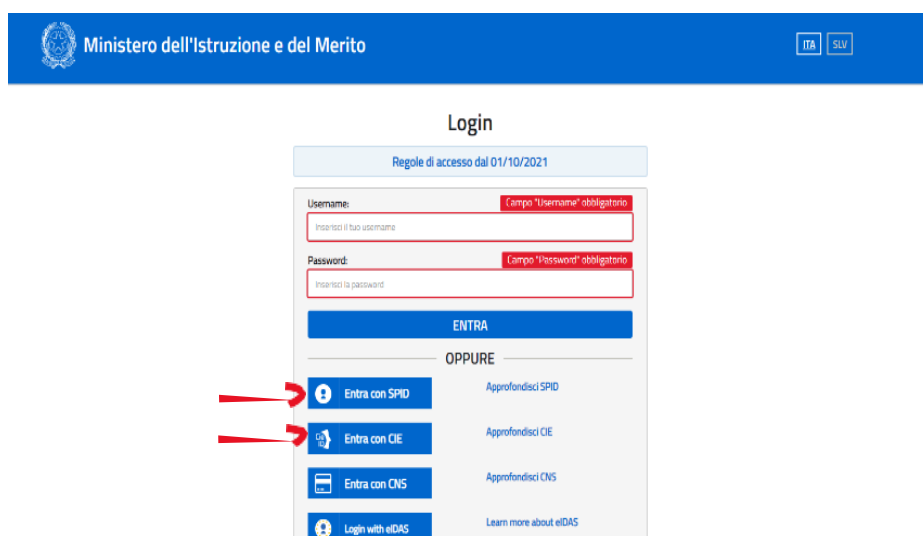 Ministero dell'Istruzione e del Merito
ITA SLV
Login
Regole di accesso dal 01/10/2021
Username: Campo "Username" obbligatorio
Inserisci il tuo username
Password: Campo "Password" obbligatorio
Inserisci la password
ENTRA
OPPURE
Entra con SPID Approfondisci SPID
Entra con CIE Approfondisci CIE
Entra con CNS Approfondisci CNS
Login with eIDAS Learn more about eIDAS